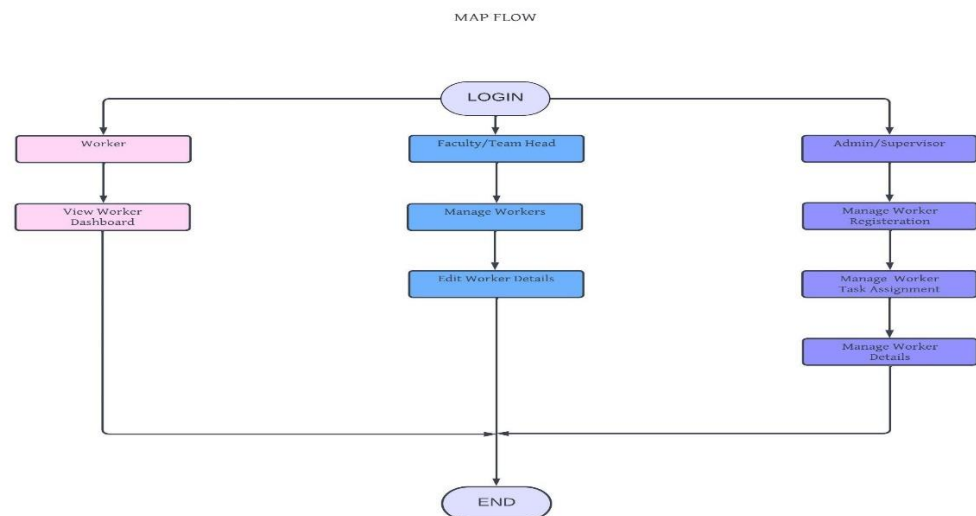 MAP FLOW
LOGIN
Worker
Faculty/Team Head
Admin/Supervisor
View Worker
Dashboard
Manage Workers
Manage Worker
Registeration
Edit Worker Details
Manage Worker
Task Assignment
Manage Worker
Details
END